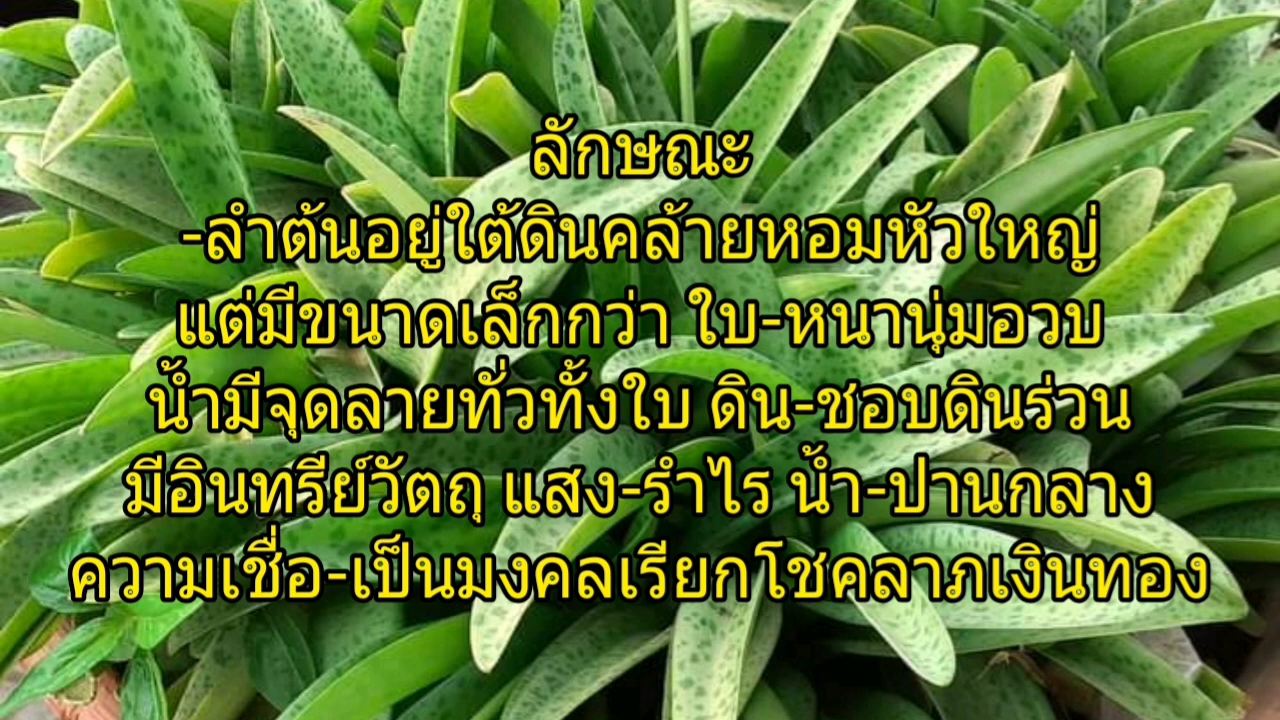 ลักษณะ
-ลำต้นอยู่ใต้ดินคล้ายหอมหัวใหญ่
แต่มีขนาดเล็กกว่า ใบ-หนานุ่มอวบ
น้ำมีจุดลายทั่วทั้งใบ ดิน-ชอบดินร่วน
มีอินทรีย์วัตถุ แสง-รำไร น้ำ-ปานกลาง
ความเชื่อ-เป็นมงคลเรียกโชคลาภเงินทอง